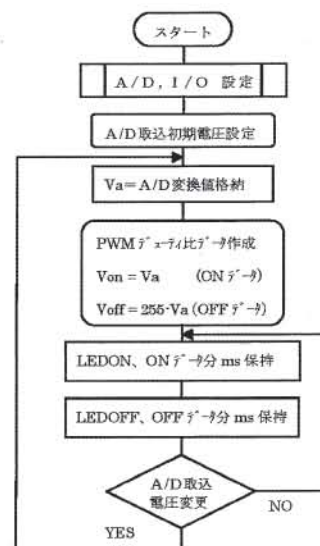 スタート
A/D, I/O 設定
A/D取込初期電圧設定
Va=A/D変換値格納
PWMデューティ比データ作成
Von = Va (ONデータ)
Voff = 255-Va (OFFデータ)
LEDON、ONデータ分 ms 保持
LEDOFF、OFFデータ分 ms 保持
A/D取込
電圧変更
NO
YES